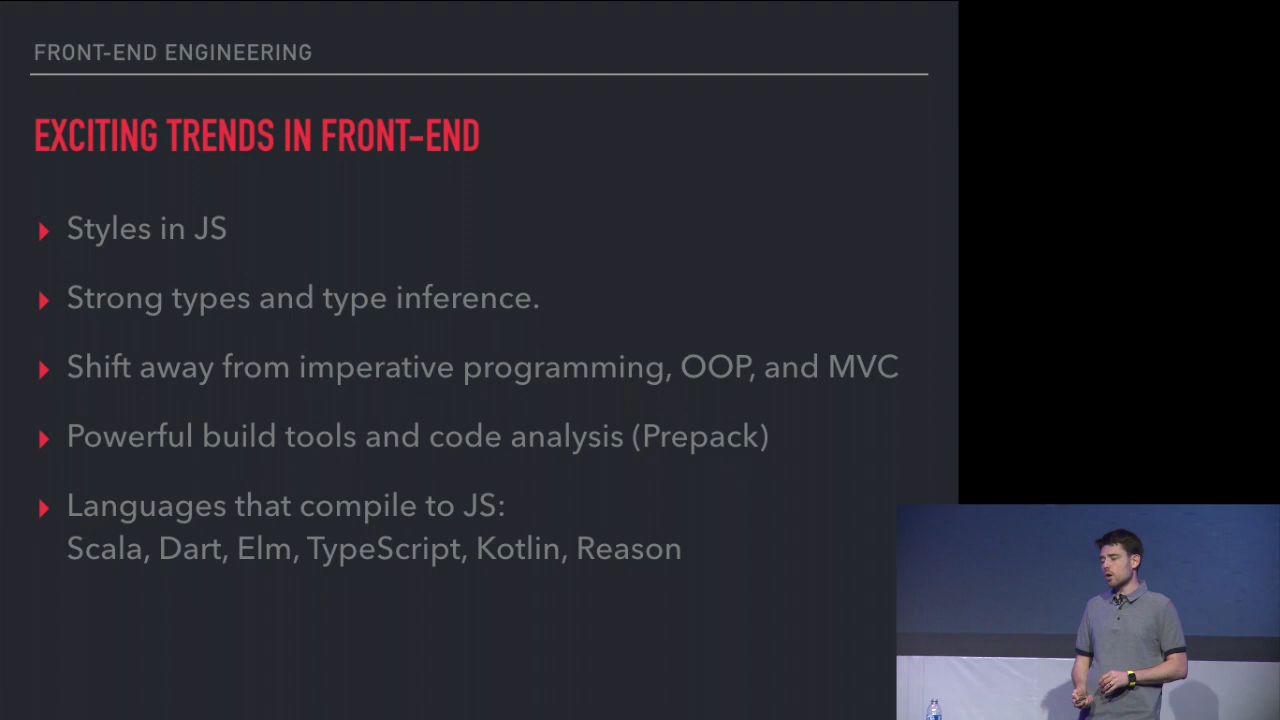 FRONT-END ENGINEERING
EXCITING TRENDS IN FRONT-END
Styles in JS
Strong types and type inference.
Shift away from imperative programming, OOP, and MVC
Powerful build tools and code analysis (Prepack)
Languages that compile to JS:
Scala, Dart, Elm, TypeScript, Kotlin, Reason